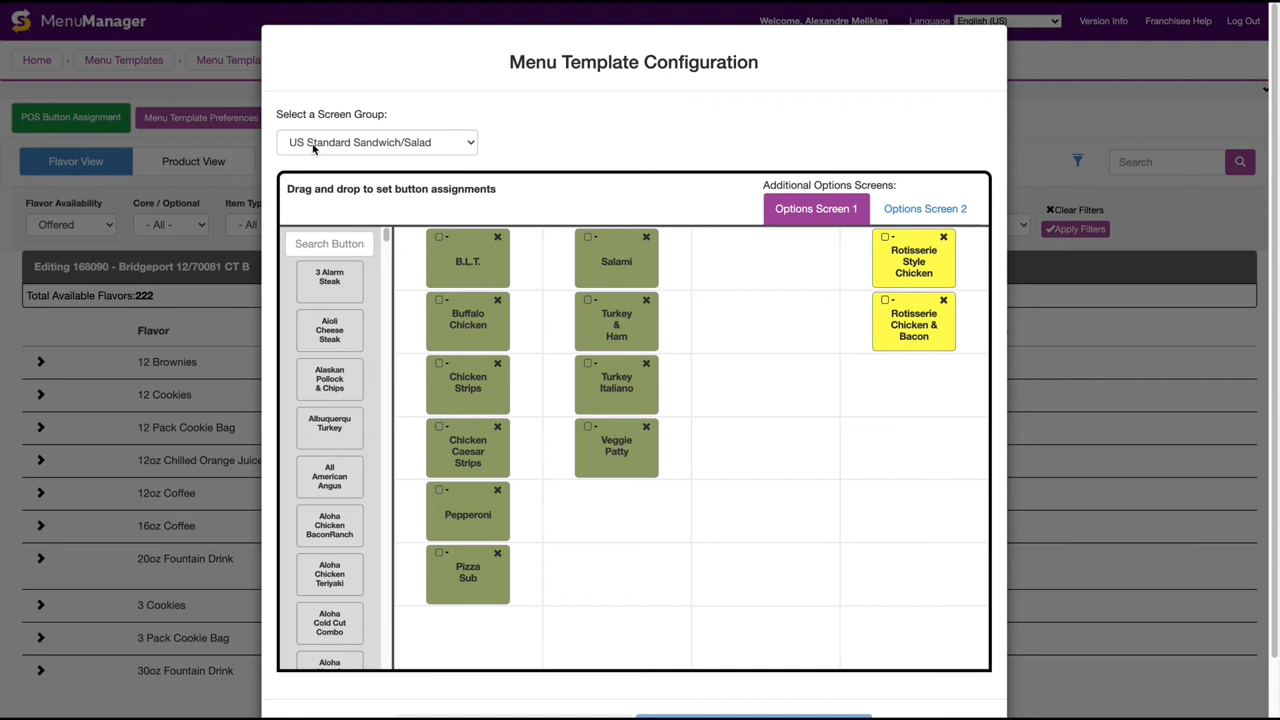 MenuManager
Welcome, Alexandre Melikian
Language
English (US)
Version Info
Franchisee Help
Log Out
Home
Menu Templates
Menu Templa
POS Button Assignment
Menu Template Preferences
Flavor View
Product View
Search
Flavor Availability
Core / Optional
Item Typ
Offered
- All -
- All
Clear Filters
Apply Filters
Editing 168090 - Bridgeport 12/70081 CT B
Total Available Flavors:222
Flavor
12 Brownies
12 Cookies
12 Pack Cookie Bag
12oz Chilled Orange Juice
12oz Coffee
16oz Coffee
20oz Fountain Drink
3 Cookies
3 Pack Cookie Bag
30oz Fountain Drink
Menu Template Configuration
Select a Screen Group:
US Standard Sandwich/Salad
Drag and drop to set button assignments
Additional Options Screens:
Options Screen 1
Options Screen 2
Search Button
3 Alarm
Steak
Aioli
Cheese
Steak
Alaskan
Pollock
& Chips
Albuquerqu
Turkey
All
American
Angus
Aloha
Chicken
BaconRanch
Aloha
Chicken
Teriyaki
Aloha
Cold Cut
Combo
Aloha
B.L.T.
Buffalo
Chicken
Chicken
Strips
Chicken
Caesar
Strips
Pepperoni
Pizza
Sub
Salami
Turkey
&
Ham
Turkey
Italiano
Veggie
Patty
Rotisserie
Style
Chicken
Rotisserie
Chicken &
Bacon